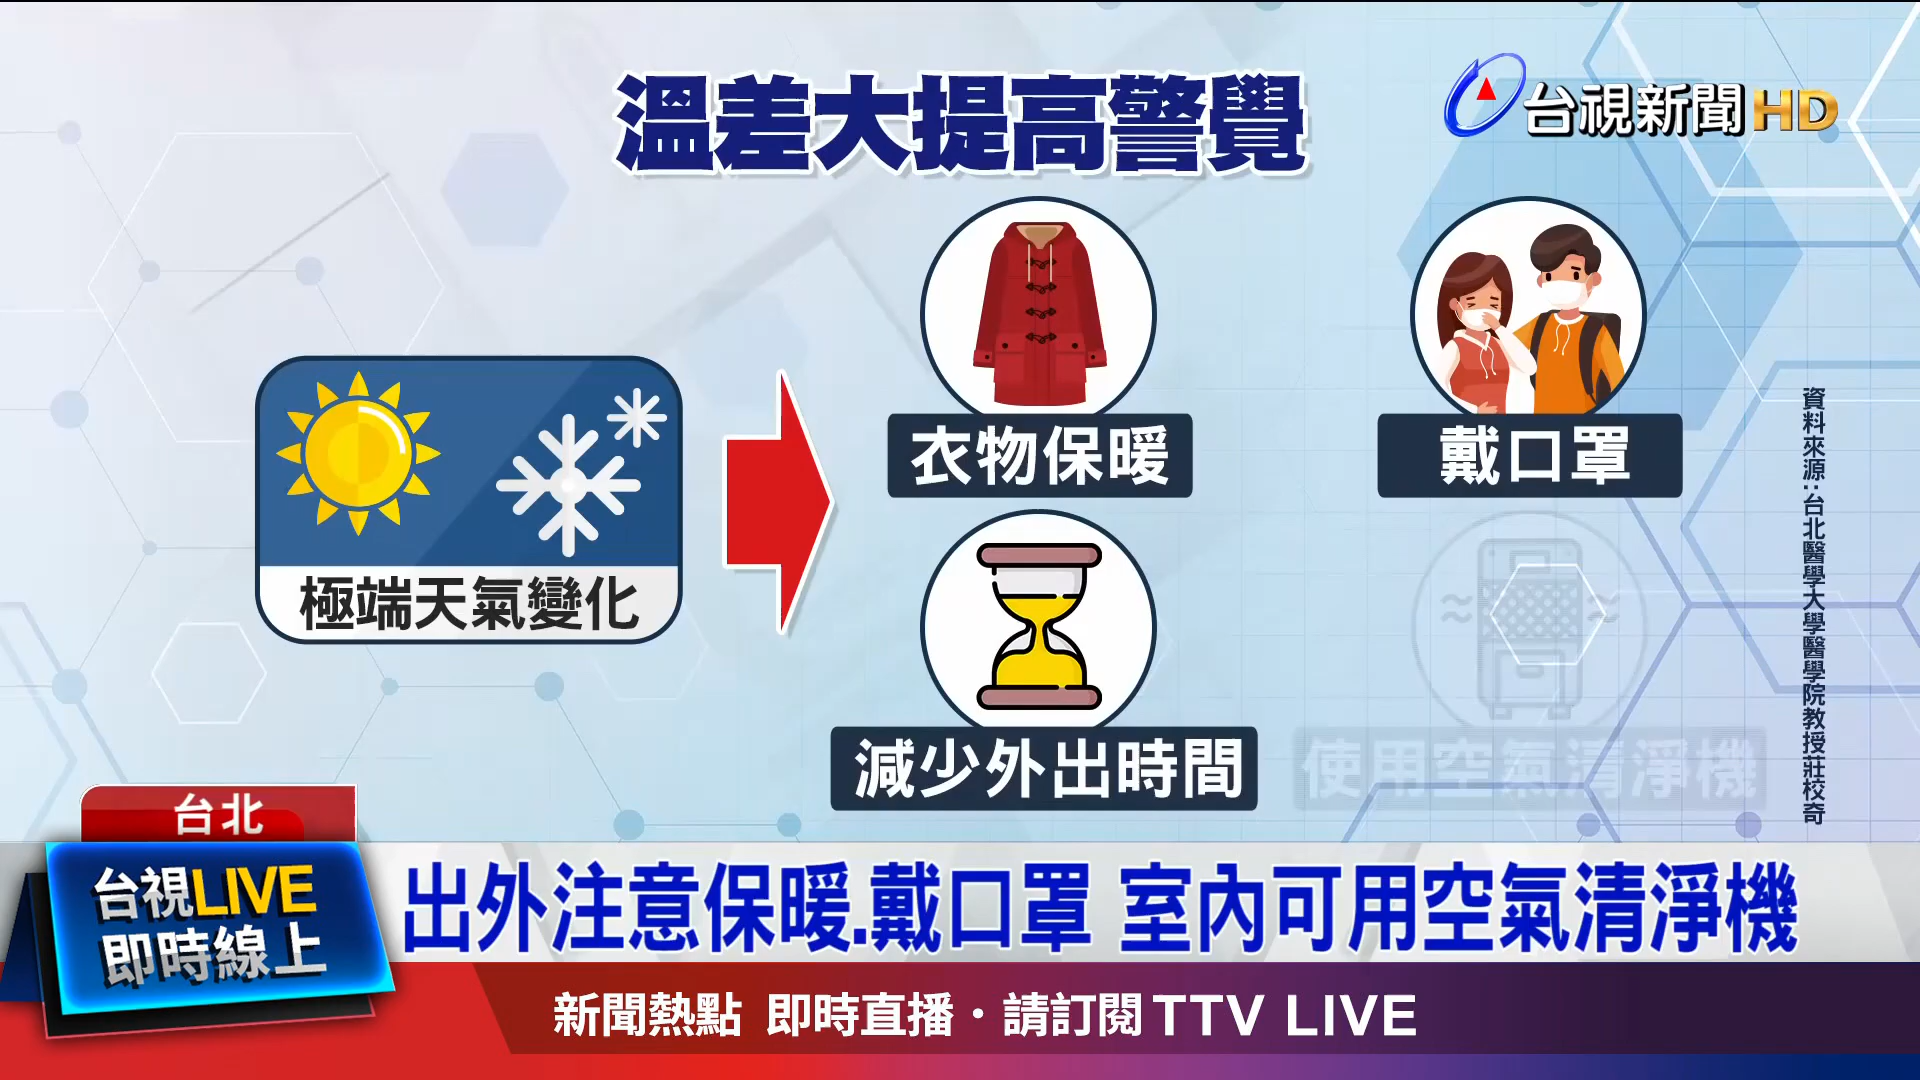 溫差大提高警覺
台視新聞HD
衣物保暖
戴口罩
極端天氣變化
減少外出時間
使用空氣清淨機
資料來源:台北醫學大學醫學院教授莊校奇
台北
台視LIVE
即時線上
出外注意保暖.戴口罩 室內可用空氣清淨機
新聞熱點 即時直播・請訂閱TTV LIVE